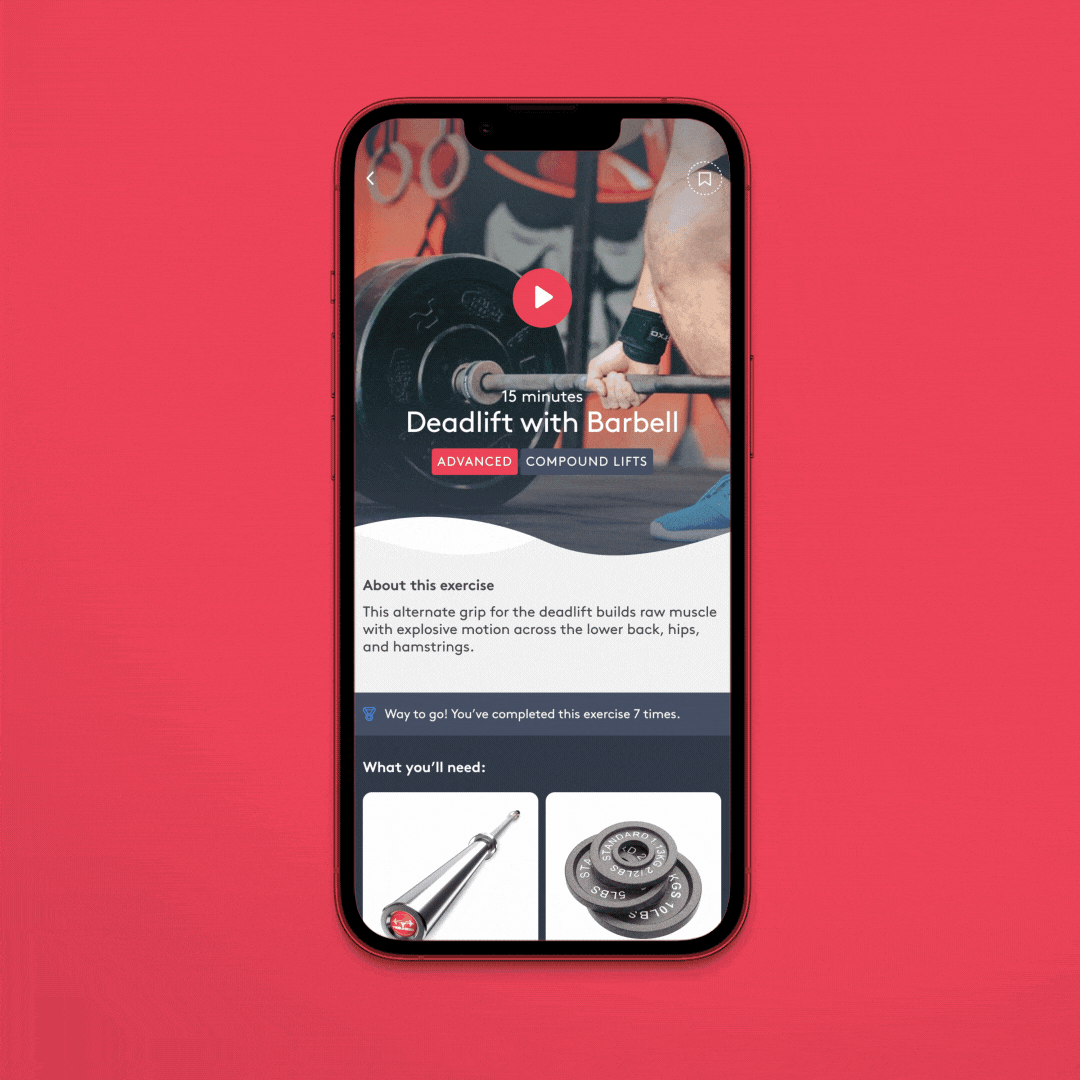 15 minutes
Deadlift with Barbell
ADVANCED
COMPOUND LIFTS
About this exercise
This alternate grip for the deadlift builds raw muscle
with explosive motion across the lower back, hips,
and hamstrings.
Way to go! You’ve completed this exercise 7 times.
What you’ll need:
STANDARD 1.13KG 2 1/2LBS
5LBS
KGS 10LBS